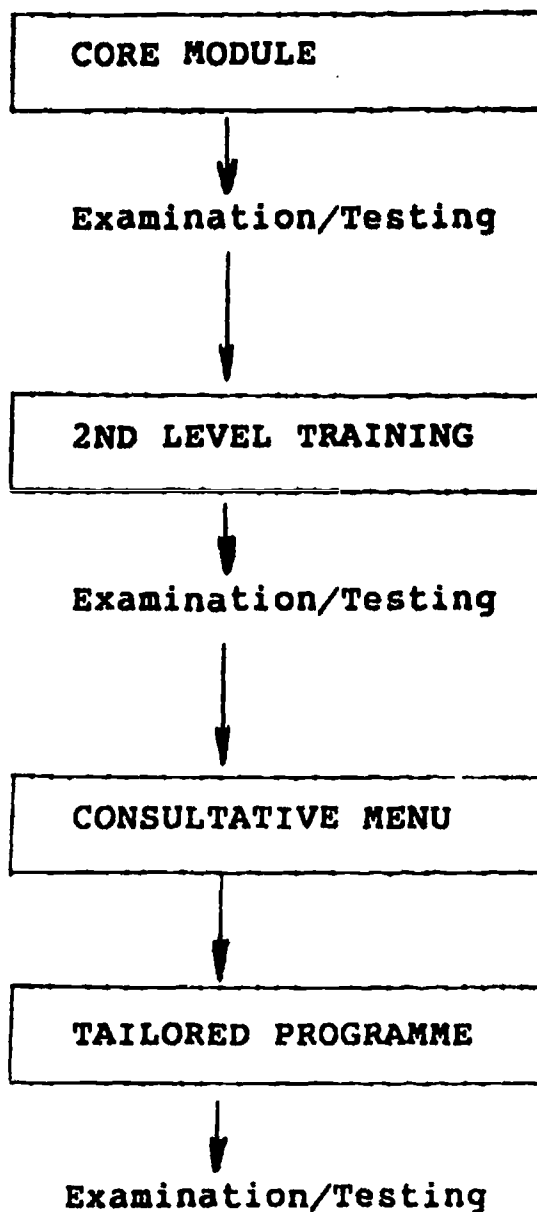 CORE MODULE
Examination/Testing
2ND LEVEL TRAINING
Examination/Testing
CONSULTATIVE MENU
TAILORED PROGRAMME
Examination/Testing